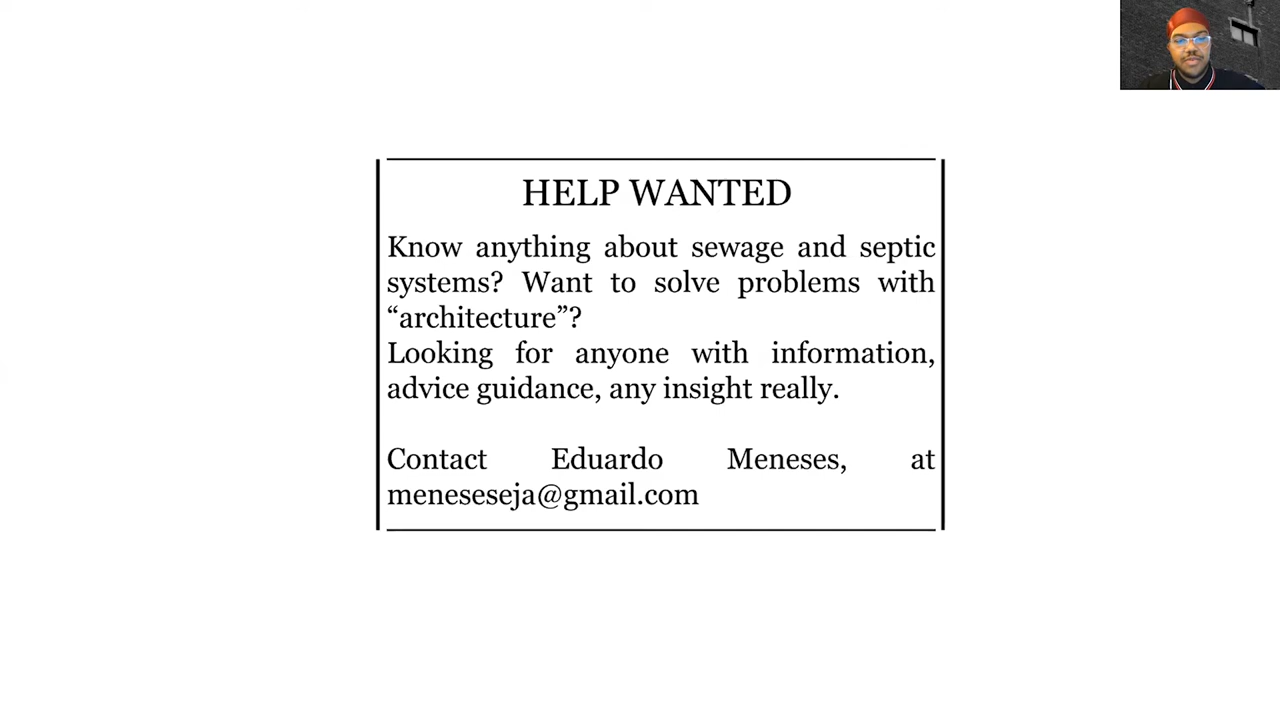 HELP WANTED
Know anything about sewage and septic
systems? Want to solve problems with
“architecture”?
Looking for anyone with information,
advice guidance, any insight really.
Contact Eduardo Meneses, at
meneseseja@gmail.com